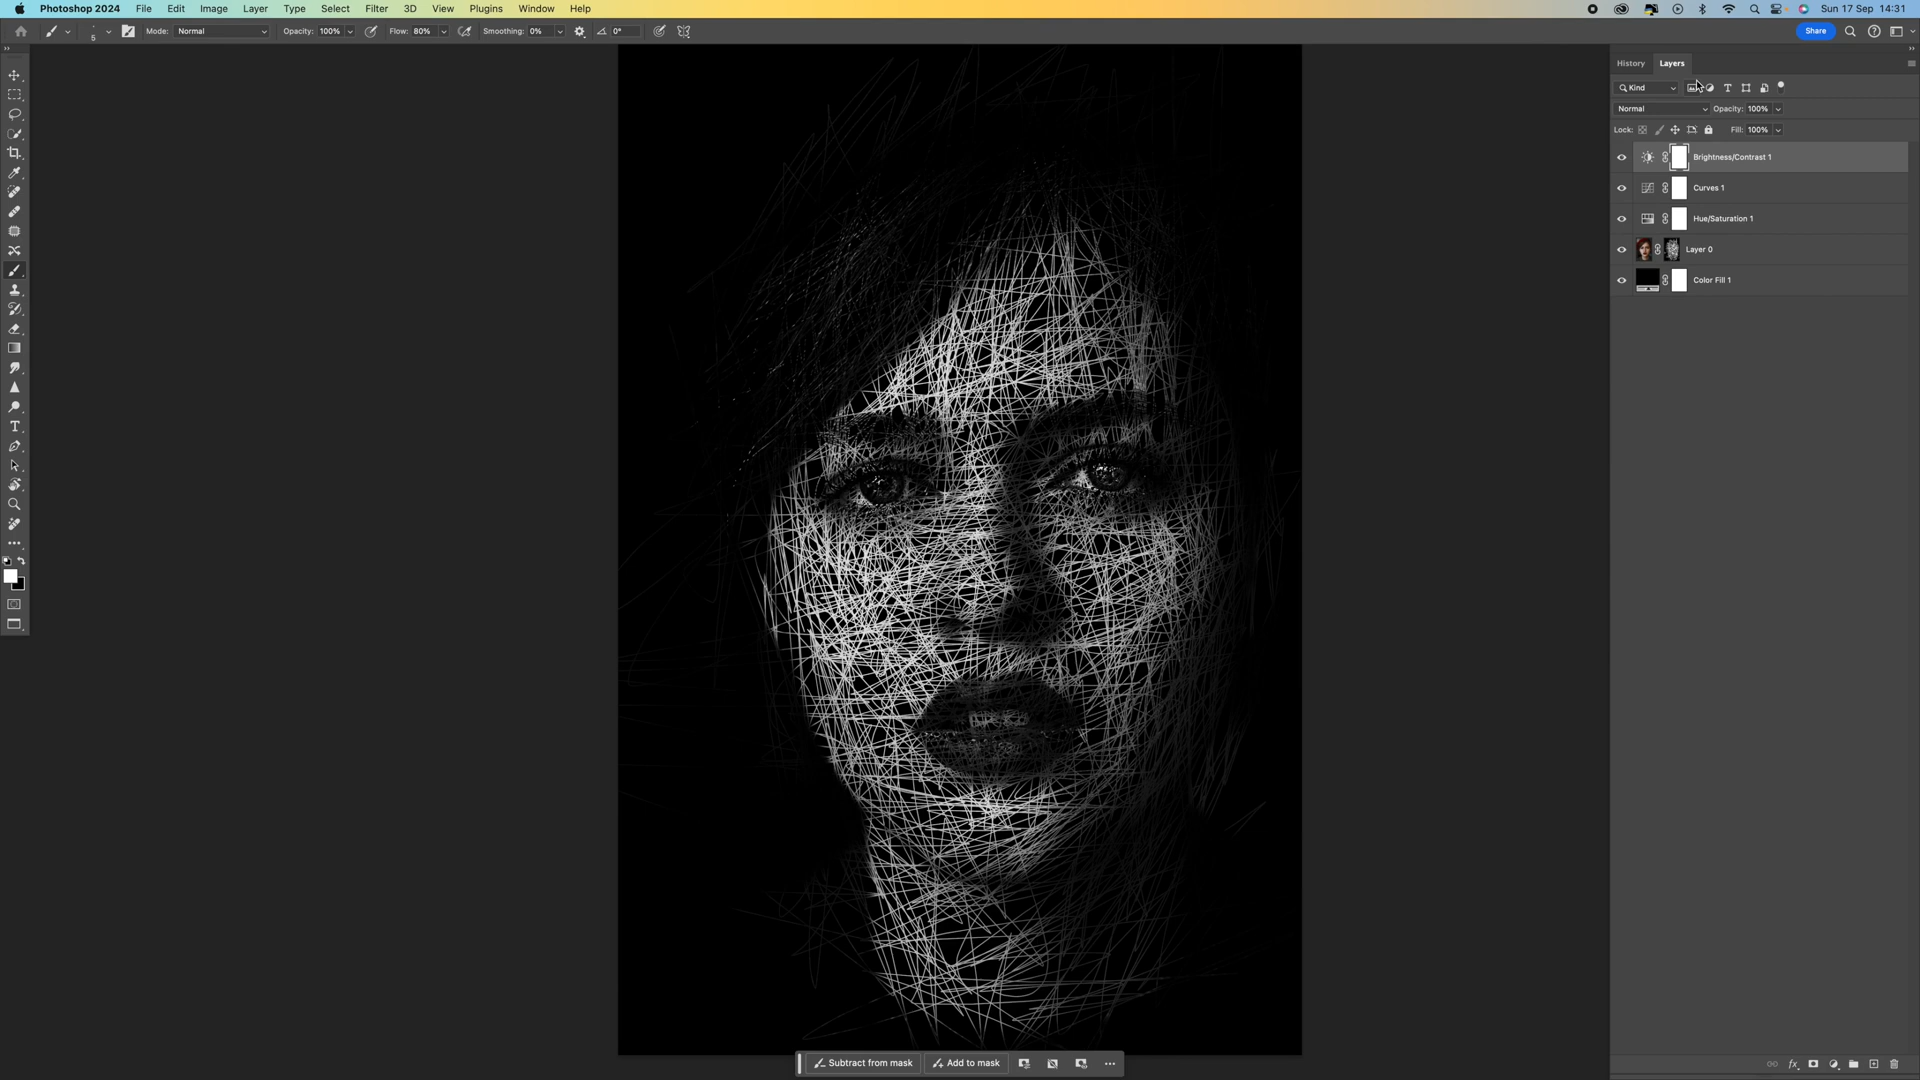 Photoshop 2024 File Edit Image Layer Type Select Filter 3D View Plugins Window Help Sun 17 Sep 14:31
5 Mode: Normal Opacity: 100% Flow: 80% Smoothing: 0% 0° Share
History Layers
Kind
Normal Opacity: 100%
Lock: Fill: 100%
Brightness/Contrast 1
Curves 1
Hue/Saturation 1
Layer 0
Color Fill 1
Subtract from mask Add to mask